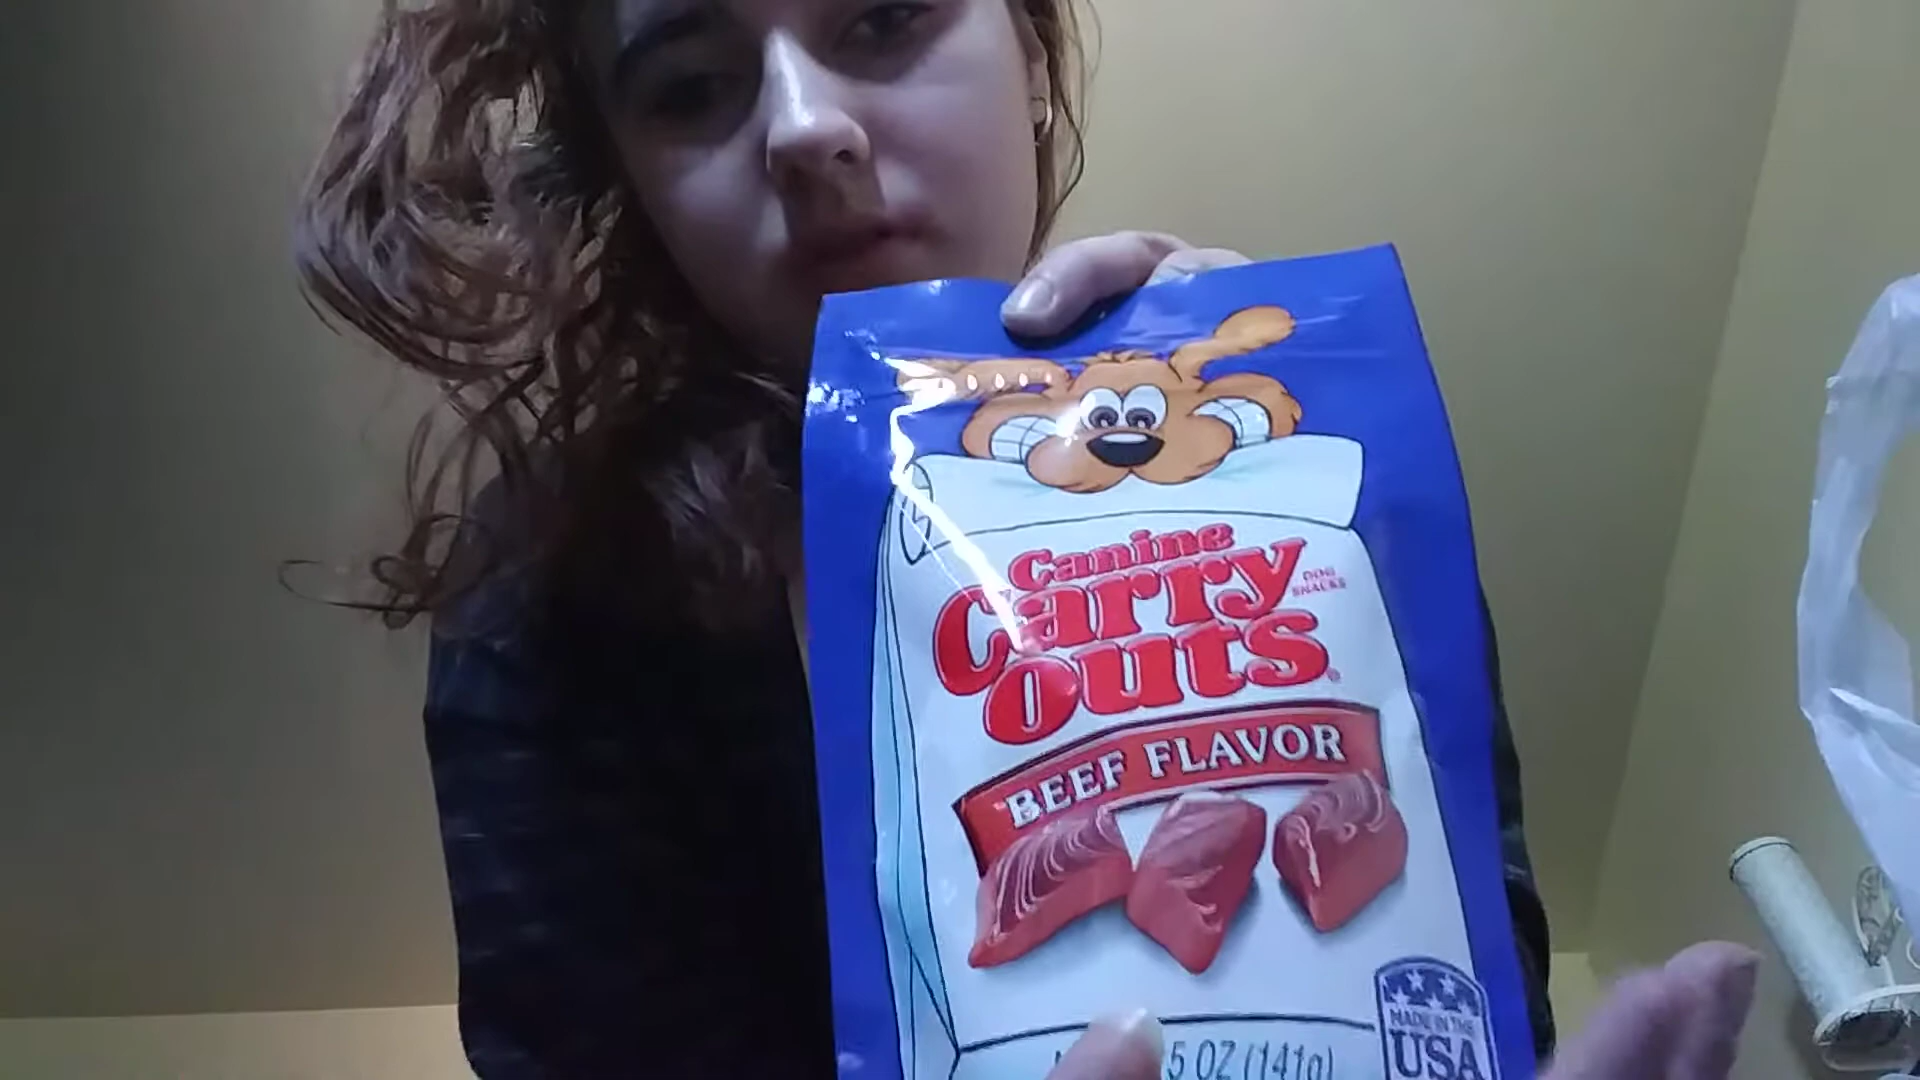 Canine
Carry
Outs®
DOG
SNACKS
BEEF FLAVOR
MADE IN THE
USA
5 OZ (141g)